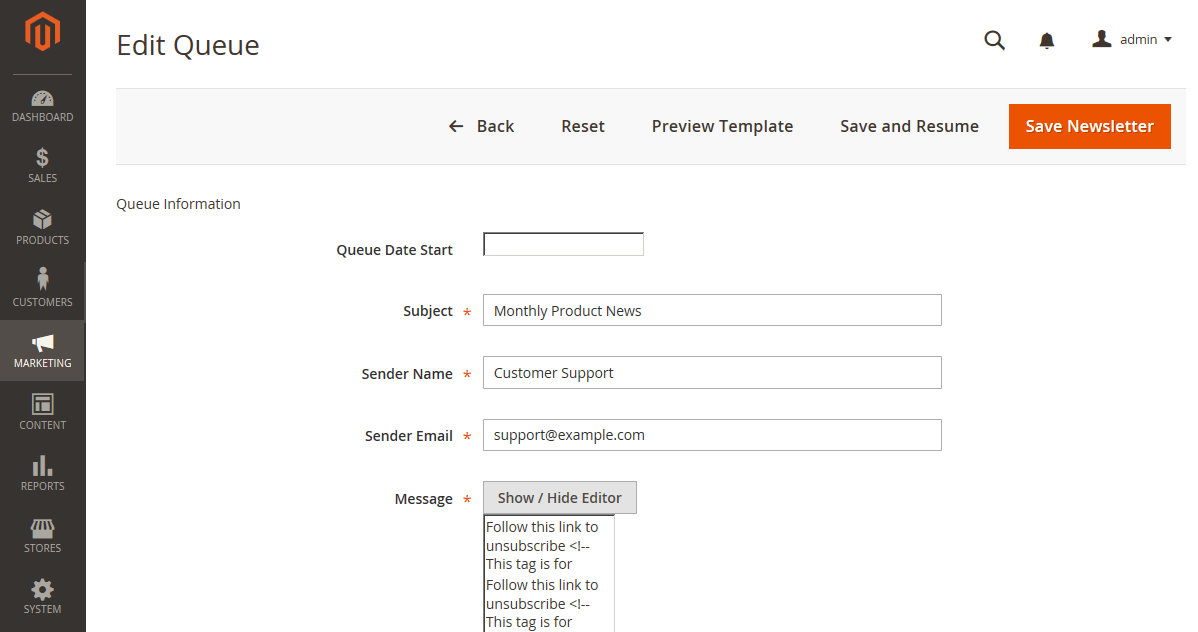 Edit Queue
admin
DASHBOARD
SALES
PRODUCTS
CUSTOMERS
MARKETING
CONTENT
REPORTS
STORES
SYSTEM
Back Reset Preview Template Save and Resume Save Newsletter
Queue Information
Queue Date Start
Subject * Monthly Product News
Sender Name * Customer Support
Sender Email * support@example.com
Message * Show / Hide Editor
Follow this link to
unsubscribe <!--
This tag is for
Follow this link to
unsubscribe <!--
This tag is for